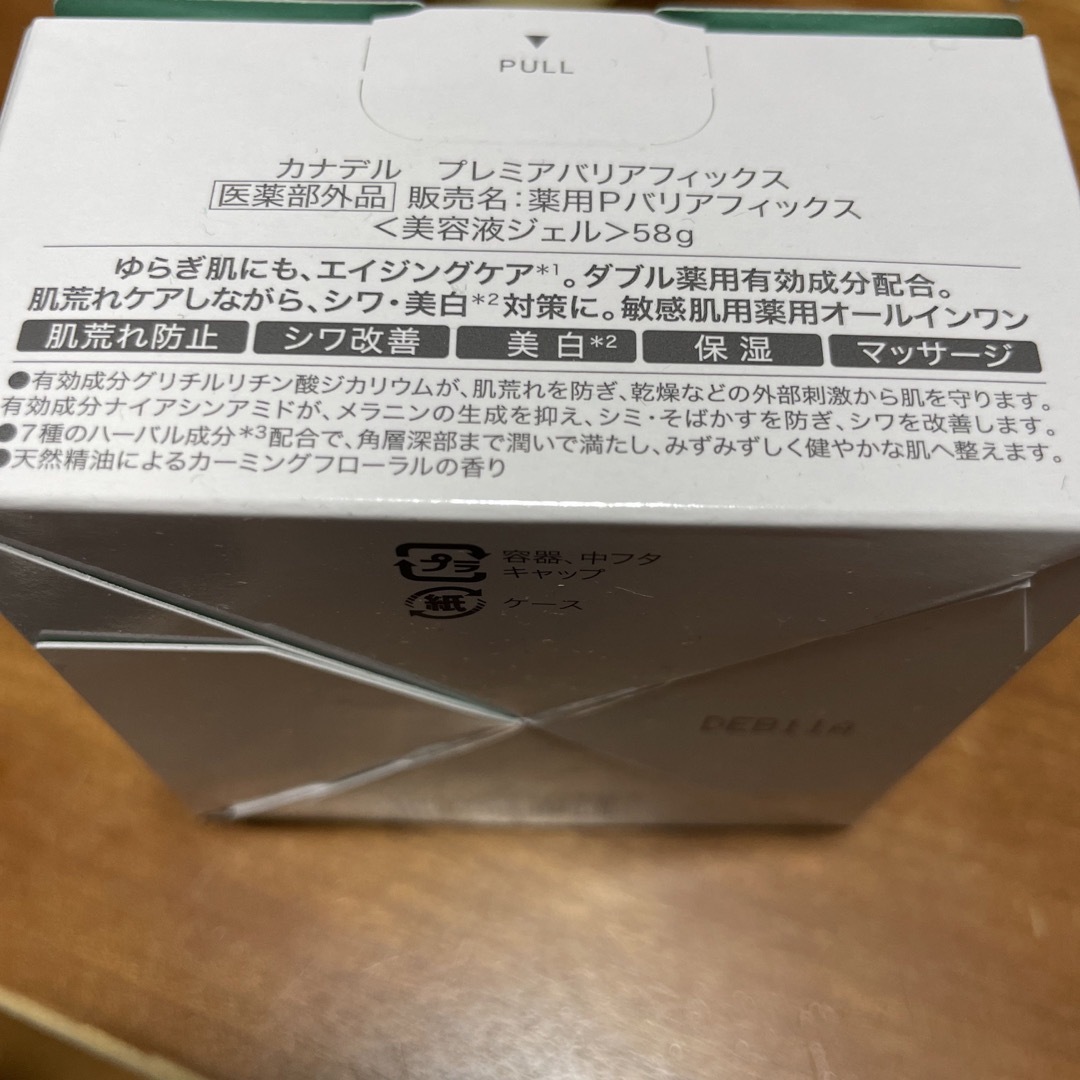 PULL
カナデル プレミアバリアフィックス
医薬部外品 販売名:薬用Pバリアフィックス
<美容液ジェル>58g
ゆらぎ肌にも、エイジングケア*1。ダブル薬用有効成分配合。
肌荒れケアしながら、シワ・美白*2対策に。敏感肌用薬用オールインワン
肌荒れ防止 シワ改善 美白*2 保湿 マッサージ
●有効成分グリチルリチン酸ジカリウムが、肌荒れを防ぎ、乾燥などの外部刺激から肌を守ります。
有効成分ナイアシンアミドが、メラニンの生成を抑え、シミ・そばかすを防ぎ、シワを改善します。
●7種のハーバル成分*3配合で、角層深部まで潤いで満たし、みずみずしく健やかな肌へ整えます。
●天然精油によるカーミングフローラルの香り
プラ 容器、中フタ
キャップ
紙 ケース